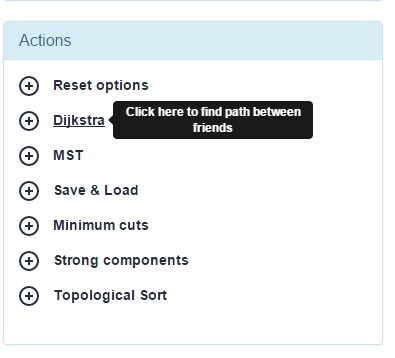 Actions
Reset options
Dijkstra
Click here to find path between
friends
MST
Save & Load
Minimum cuts
Strong components
Topological Sort